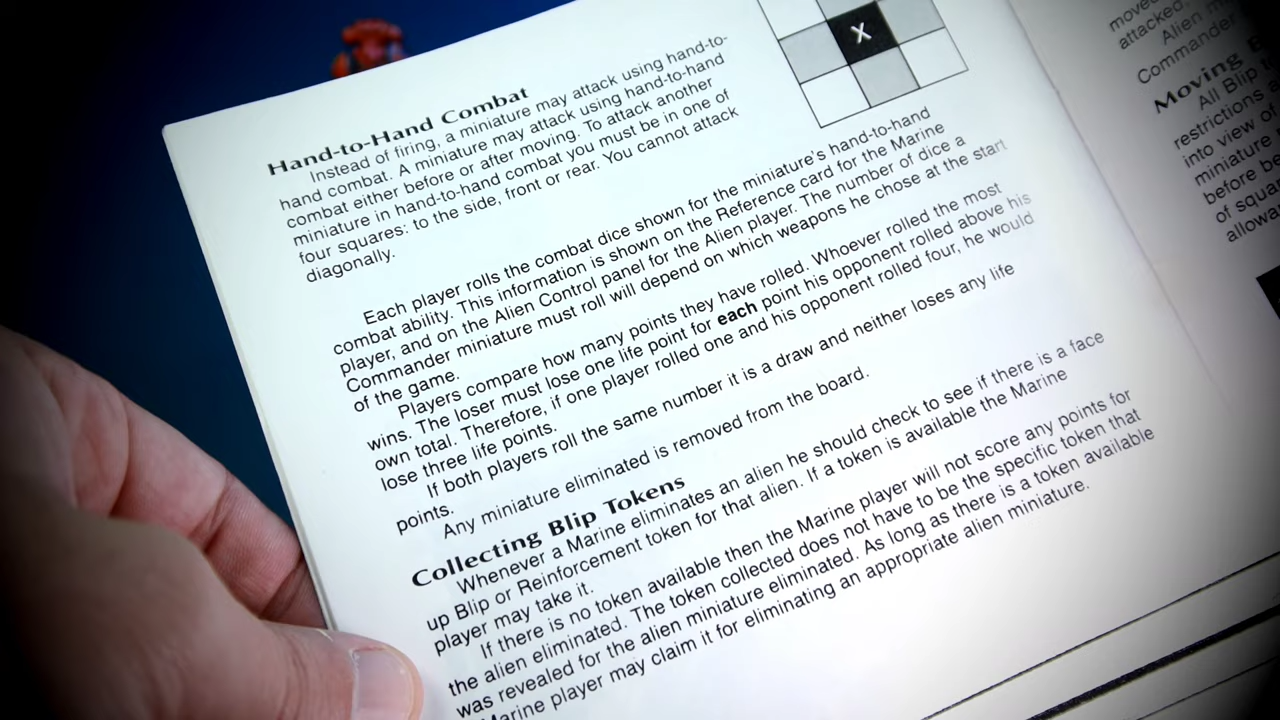 Hand-to-Hand Combat
Instead of firing, a miniature may attack using hand-to-
hand combat. A miniature may attack using hand-to-hand
combat either before or after moving. To attack another
miniature in hand-to-hand combat you must be in one of
four squares: to the side, front or rear. You cannot attack
diagonally.
X
Each player rolls the combat dice shown for the miniature's hand-to-hand
combat ability. This information is shown on the Reference card for the Marine
player, and on the Alien Control panel for the Alien player. The number of dice a
Commander miniature must roll will depend on which weapons he chose at the start
of the game.
Players compare how many points they have rolled. Whoever rolled the most
wins. The loser must lose one life point for each point his opponent rolled above his
own total. Therefore, if one player rolled one and his opponent rolled four, he would
lose three life points.
If both players roll the same number it is a draw and neither loses any life
points.
Any miniature eliminated is removed from the board.
Collecting Blip Tokens
Whenever a Marine eliminates an alien he should check to see if there is a face
up Blip or Reinforcement token for that alien. If a token is available the Marine
player may take it.
If there is no token available then the Marine player will not score any points for
the alien eliminated. The token collected does not have to be the specific token that
was revealed for the alien miniature eliminated. As long as there is a token available
Marine player may claim it for eliminating an appropriate alien miniature.
move
attacked,
Alien
Commander
Moving
All Blip
restrictions
into view of
miniature
before be
of squar
allowa